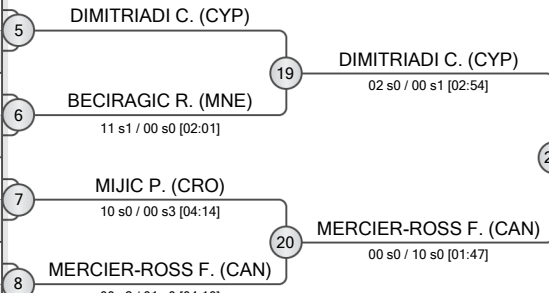 DIMITRIADI C. (CYP)
5
19
DIMITRIADI C. (CYP)
02 s0 / 00 s1 [02:54]
BECIRAGIC R. (MNE)
6
11 s1 / 00 s0 [02:01]
MIJIC P. (CRO)
7
10 s0 / 00 s3 [04:14]
20
MERCIER-ROSS F. (CAN)
00 s0 / 10 s0 [01:47]
MERCIER-ROSS F. (CAN)
8